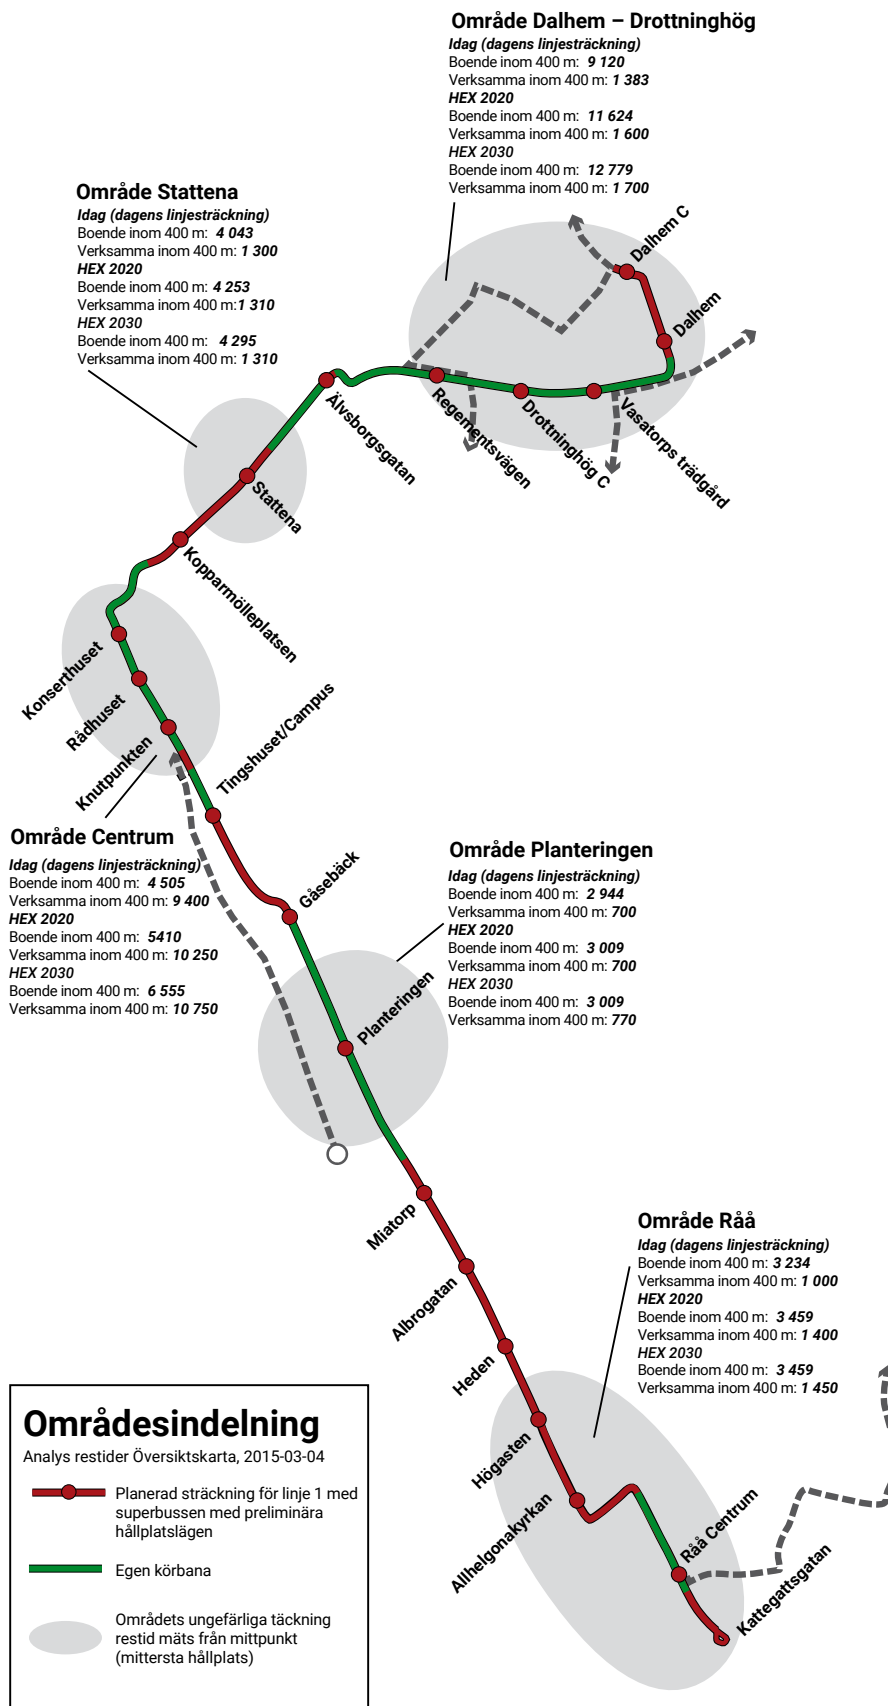 Område Dalhem – Drottninghög
Idag (dagens linjesträckning)
Boende inom 400 m: 9 120
Verksamma inom 400 m: 1 383
HEX 2020
Boende inom 400 m: 11 624
Verksamma inom 400 m: 1 600
HEX 2030
Boende inom 400 m: 12 779
Verksamma inom 400 m: 1 700
Område Stattena
Idag (dagens linjesträckning)
Boende inom 400 m: 4 043
Verksamma inom 400 m: 1 300
HEX 2020
Boende inom 400 m: 4 253
Verksamma inom 400 m:1 310
HEX 2030
Boende inom 400 m: 4 295
Verksamma inom 400 m: 1 310
Dalhem C
Dalhem
Vasatorps trädgård
Drottninghög C
Regementsvägen
Älvsborgsgatan
Stattena
Kopparmölleplatsen
Konserthuset
Rådhuset
Knutpunkten
Tingshuset/Campus
Gåsebäck
Område Centrum
Idag (dagens linjesträckning)
Boende inom 400 m: 4 505
Verksamma inom 400 m: 9 400
HEX 2020
Boende inom 400 m: 5410
Verksamma inom 400 m: 10 250
HEX 2030
Boende inom 400 m: 6 555
Verksamma inom 400 m: 10 750
Område Planteringen
Idag (dagens linjesträckning)
Boende inom 400 m: 2 944
Verksamma inom 400 m: 700
HEX 2020
Boende inom 400 m: 3 009
Verksamma inom 400 m: 700
HEX 2030
Boende inom 400 m: 3 009
Verksamma inom 400 m: 770
Planteringen
Miatorp
Albrogatan
Heden
Högasten
Allhelgonakyrkan
Råå Centrum
Kattegattsgatan
Område Råå
Idag (dagens linjesträckning)
Boende inom 400 m: 3 234
Verksamma inom 400 m: 1 000
HEX 2020
Boende inom 400 m: 3 459
Verksamma inom 400 m: 1 400
HEX 2030
Boende inom 400 m: 3 459
Verksamma inom 400 m: 1 450
Områdesindelning
Analys restider Översiktskarta, 2015-03-04
Planerad sträckning för linje 1 med
superbussen med preliminära
hållplatslägen
Egen körbana
Områdets ungefärliga täckning
restid mäts från mittpunkt
(mittersta hållplats)